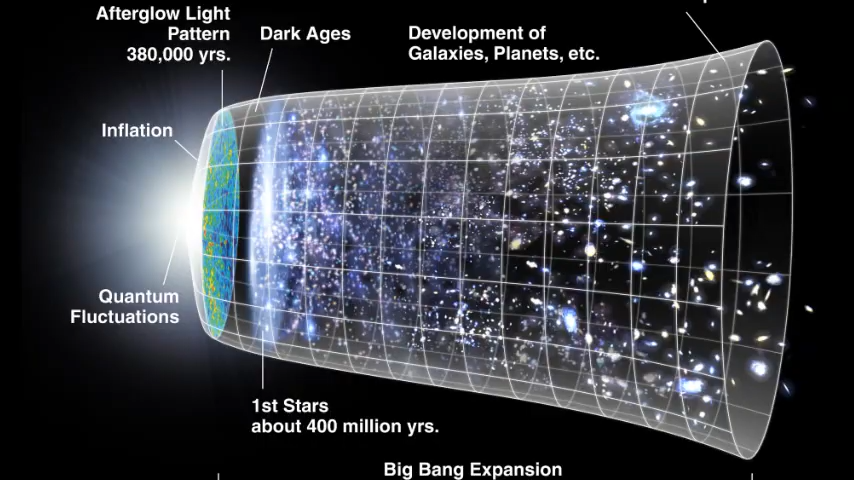 Afterglow Light
Pattern
380,000 yrs.
Dark Ages
Development of
Galaxies, Planets, etc.
Inflation
Quantum
Fluctuations
1st Stars
about 400 million yrs.
Big Bang Expansion